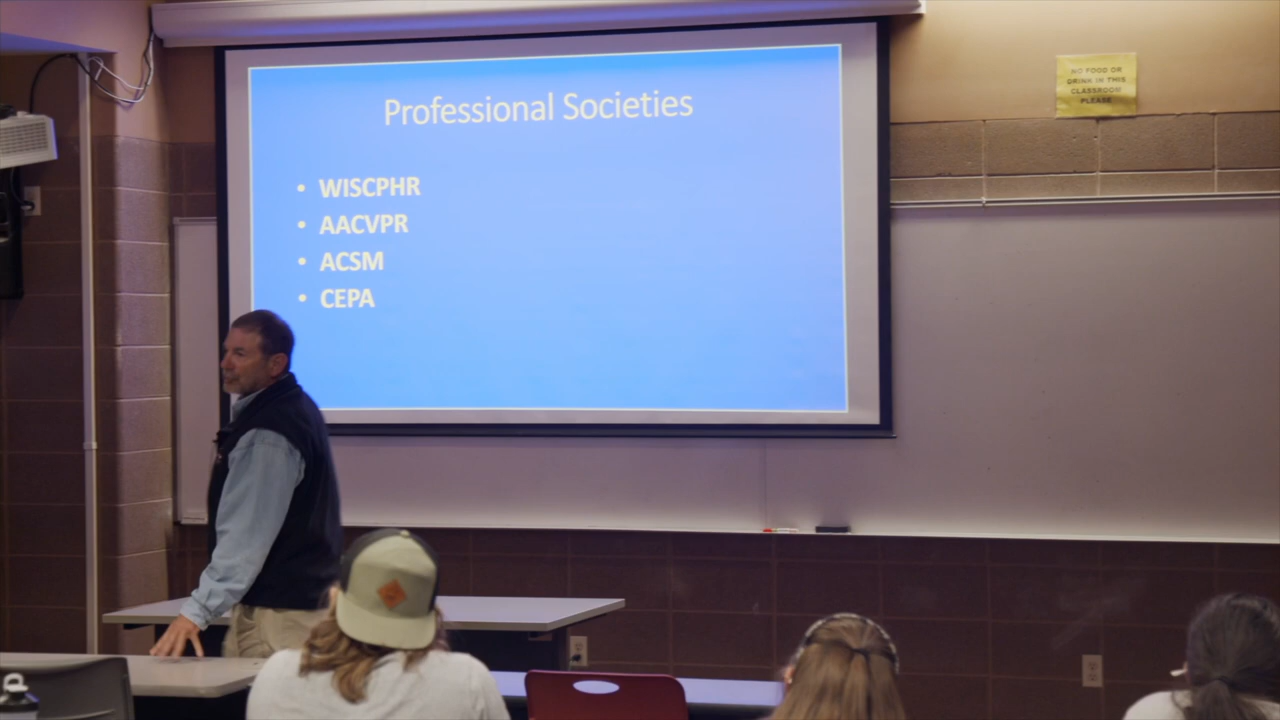 Professional Societies
• WISCPHR
• AACVPR
• ACSM
• CEPA
NO FOOD OR
DRINK IN THIS
CLASSROOM
PLEASE